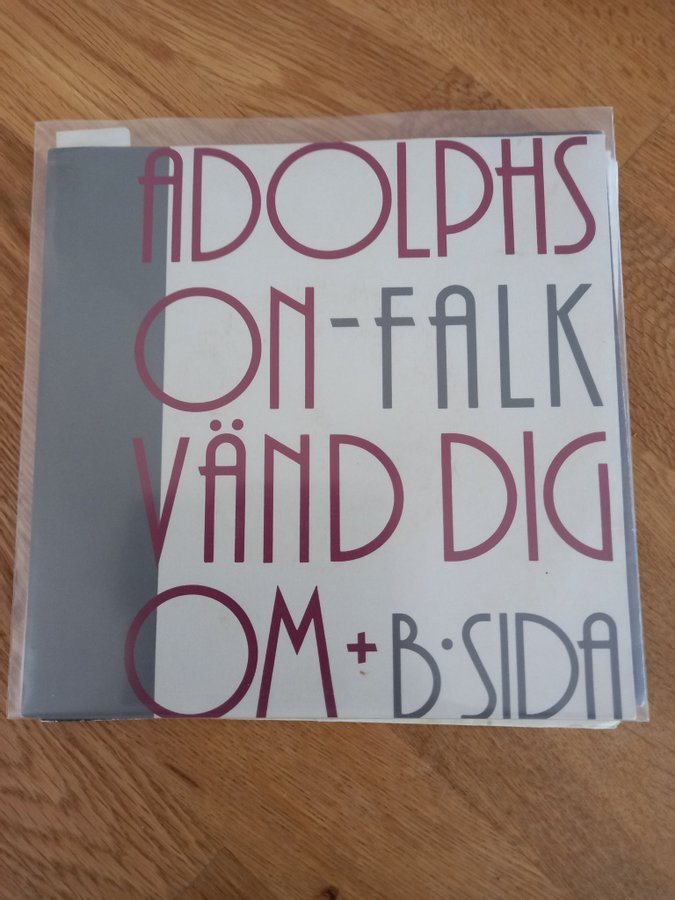 ADOLPHS
ON-FALK
VÄND DIG
OM + B·SIDA